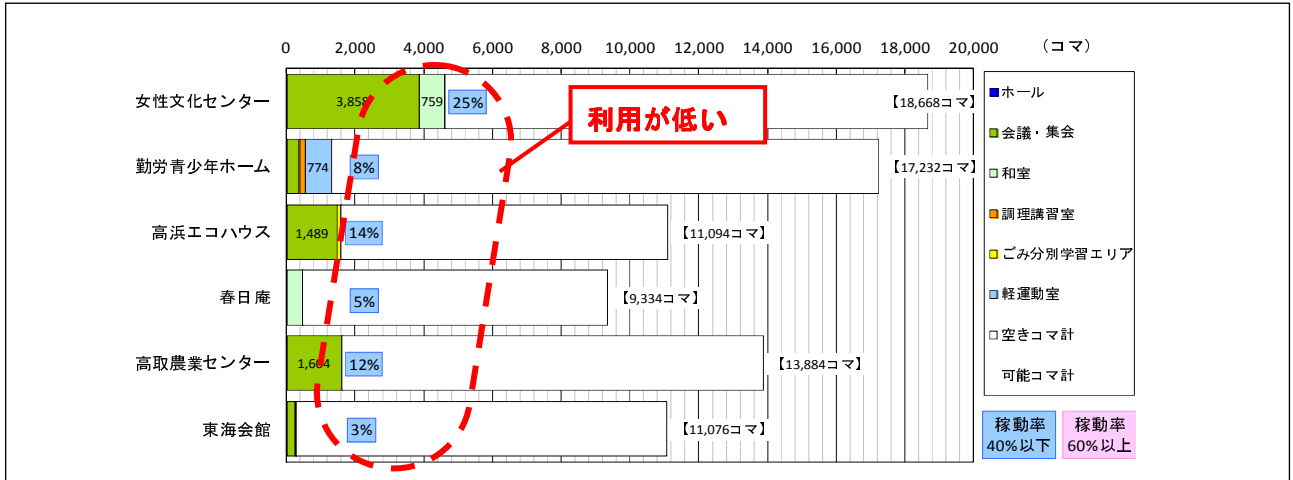 0 2,000 4,000 6,000 8,000 10,000 12,000 14,000 16,000 18,000 20,000 (コマ)
女性文化センター 3,858 759 25% 【18,668コマ】
利用が低い
勤労青少年ホーム 774 8% 【17,232コマ】
高浜エコハウス 1,489 14% 【11,094コマ】
春日庵 5% 【9,334コマ】
高取農業センター 12% 【13,884コマ】
東海会館 3% 【11,076コマ】
ホール
会議・集会
和室
調理講習室
ごみ分別学習エリア
軽運動室
空きコマ計
可能コマ計
稼動率
40%以下
稼動率
60%以上